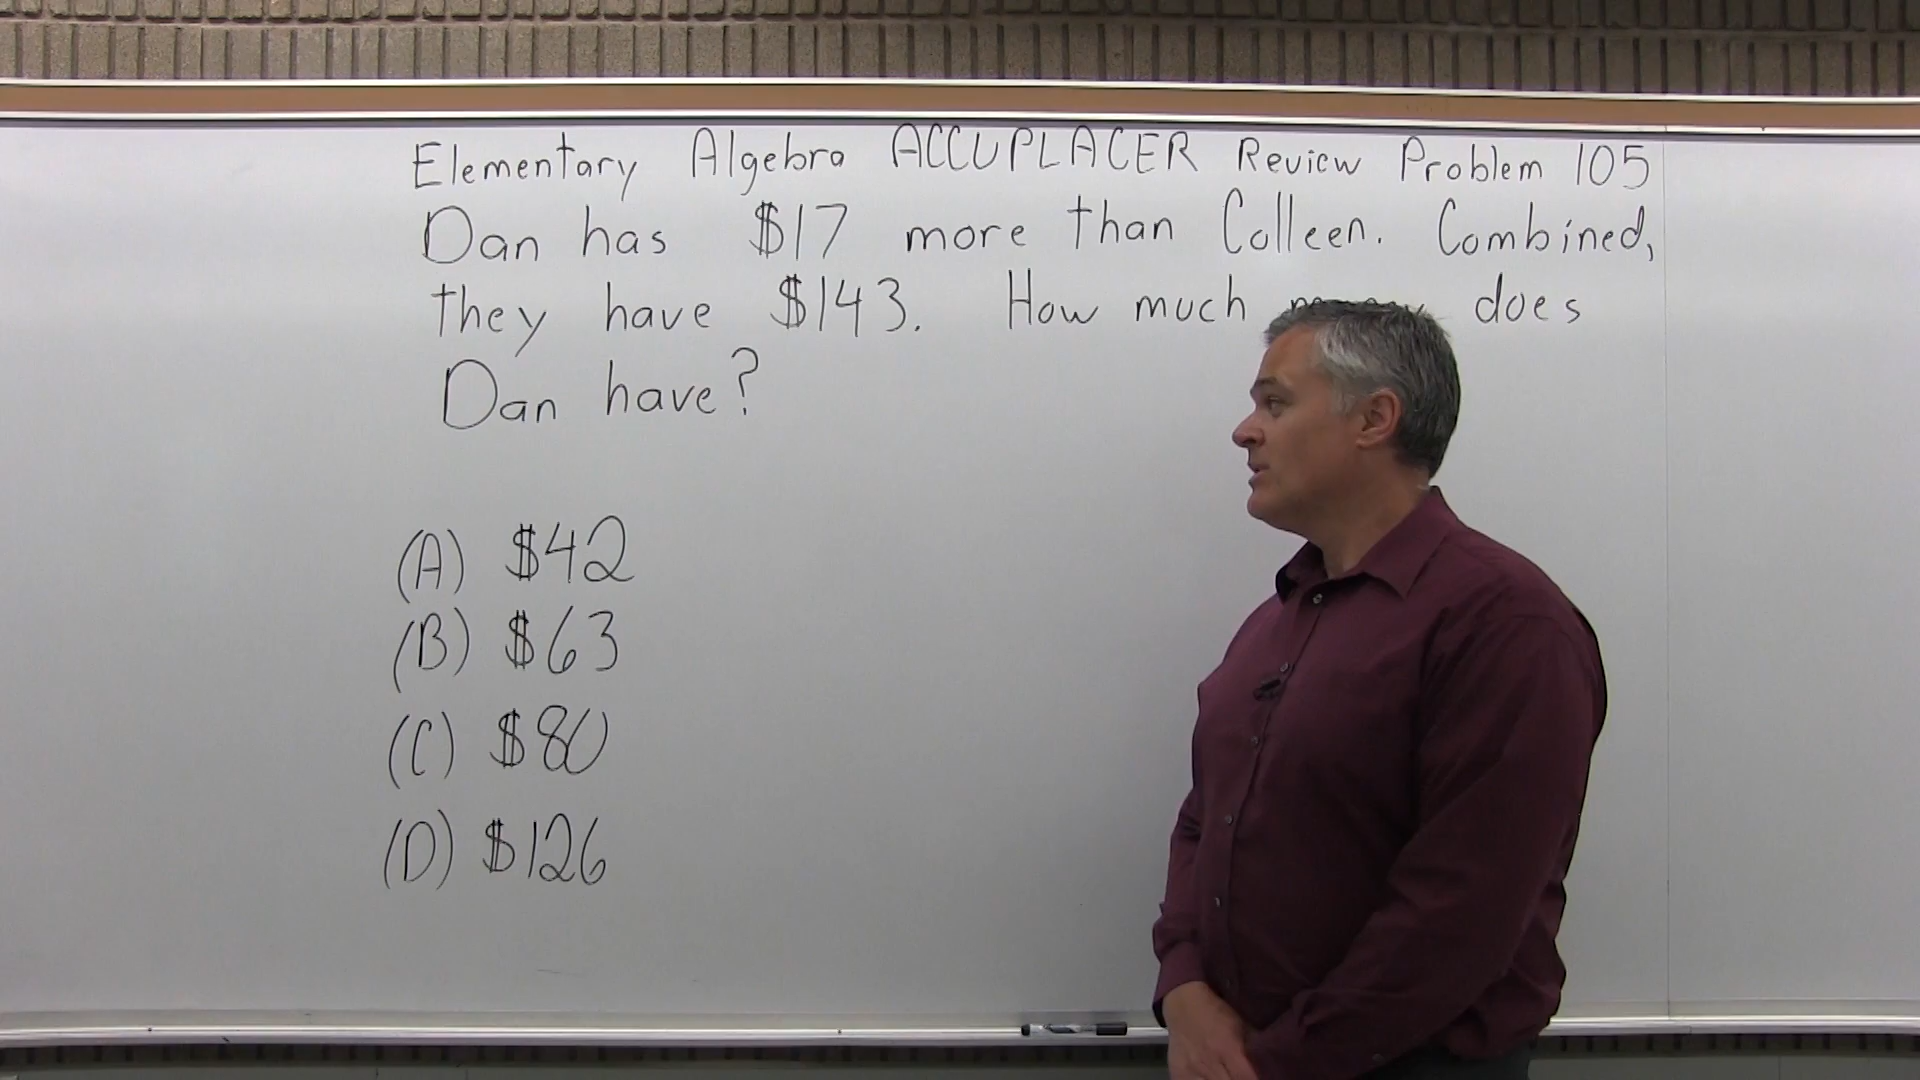 Elementary Algebra ACCUPLACER Review Problem 105
Dan has $17 more than Colleen. Combined,
they have $143. How much does
Dan have?
(A) $42
(B) $63
(C) $80
(D) $126